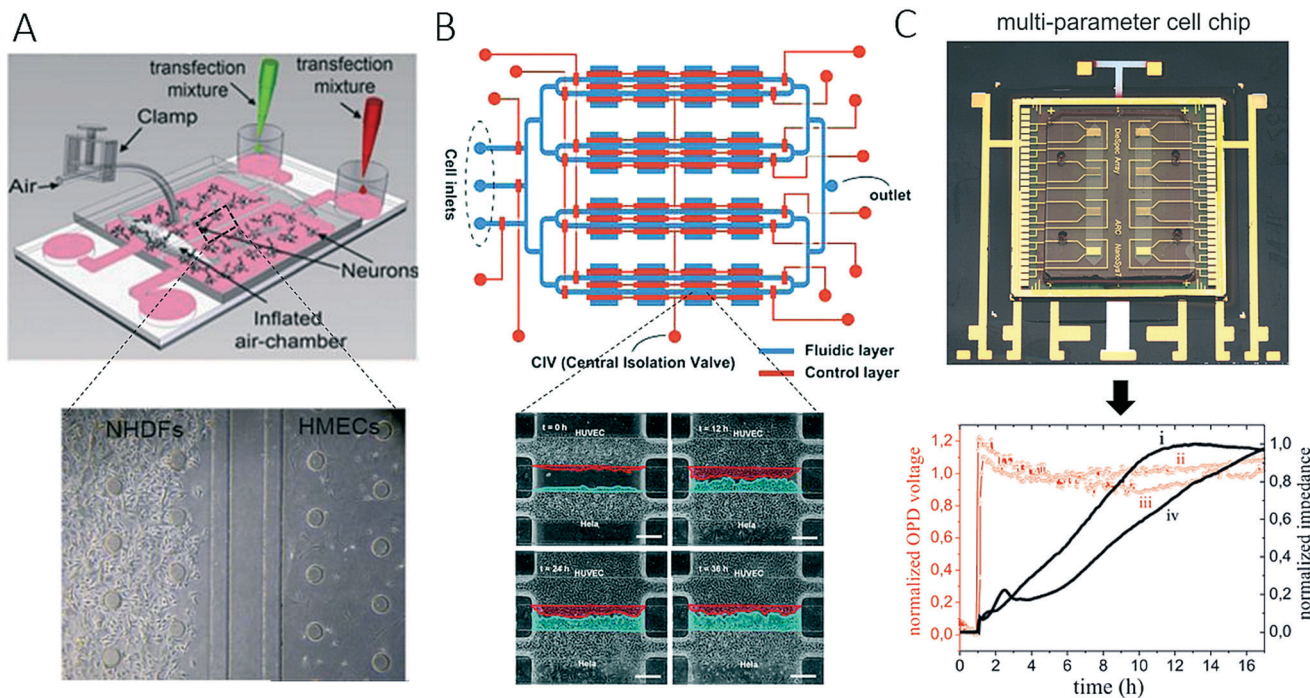 A
transfection
mixture
transfection
mixture
Clamp
Air
Neurons
Inflated
air-chamber
NHDFs
HMECs
B
Cell inlets
outlet
CIV (Central Isolation Valve)
Fluidic layer
Control layer
t = 0 h
HUVEC
Hela
t = 12 h
HUVEC
Hela
t = 24 h
HUVEC
Hela
t = 36 h
HUVEC
Hela
C
multi-parameter cell chip
DielSpec Array
ARC Nanosyst
normalized OPD voltage
1,2
1,0
0,8
0,6
0,4
0,2
0,0
i
ii
iii
iv
1,0
0,8
0,6
0,4
0,2
0,0
normalized impedance
0
2
4
6
8
10
12
14
16
time (h)